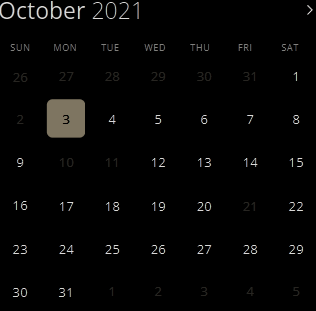 October 2021
SUN MON TUE WED THU FRI SAT
26 27 28 29 30 31 1
2 3 4 5 6 7 8
9 10 11 12 13 14 15
16 17 18 19 20 21 22
23 24 25 26 27 28 29
30 31 1 2 3 4 5